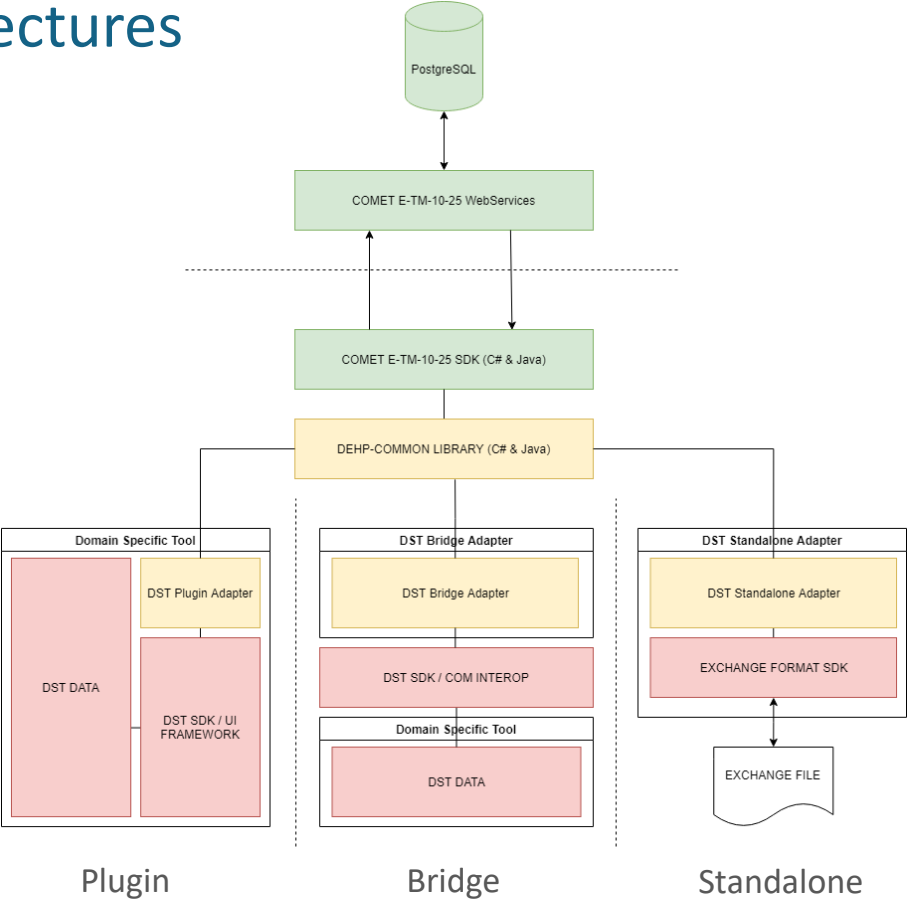 ectures
PostgreSQL
COMET E-TM-10-25 WebServices
COMET E-TM-10-25 SDK (C# & Java)
DEHP-COMMON LIBRARY (C# & Java)
Domain Specific Tool
DST DATA
DST Plugin Adapter
DST SDK / UI
FRAMEWORK
DST Bridge Adapter
DST Bridge Adapter
DST SDK / COM INTEROP
Domain Specific Tool
DST DATA
DST Standalone Adapter
DST Standalone Adapter
EXCHANGE FORMAT SDK
EXCHANGE FILE
Plugin
Bridge
Standalone